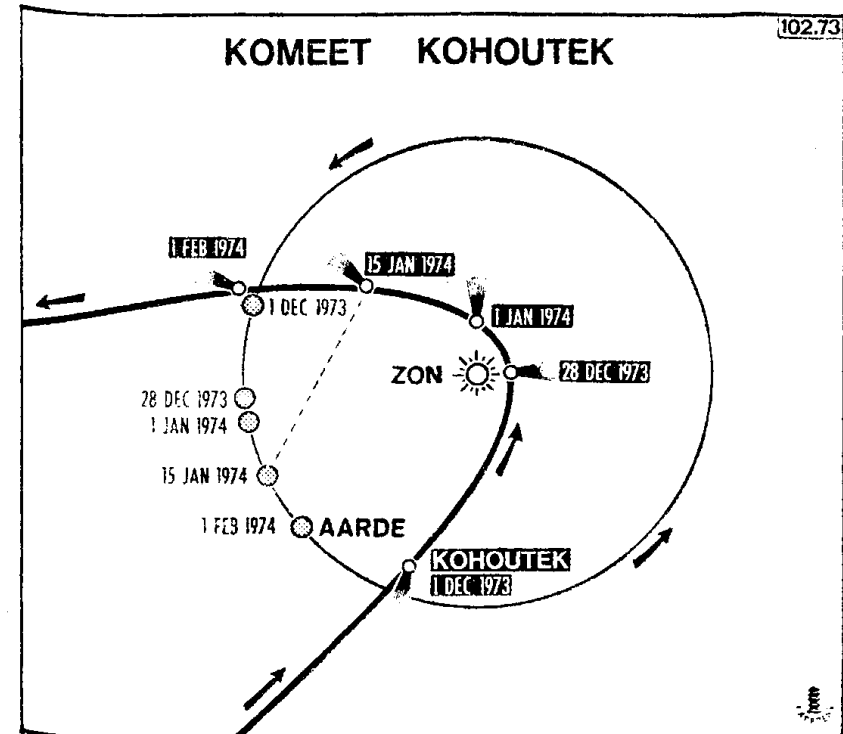 102.73
KOMEET KOHOUTEK
1 FEB 1974
15 JAN 1974
1 DEC 1973
1 JAN 1974
ZON
28 DEC 1973
28 DEC 1973
1 JAN 1974
15 JAN 1974
1 FEB 1974 AARDE
KOHOUTEK
1 DEC 1973